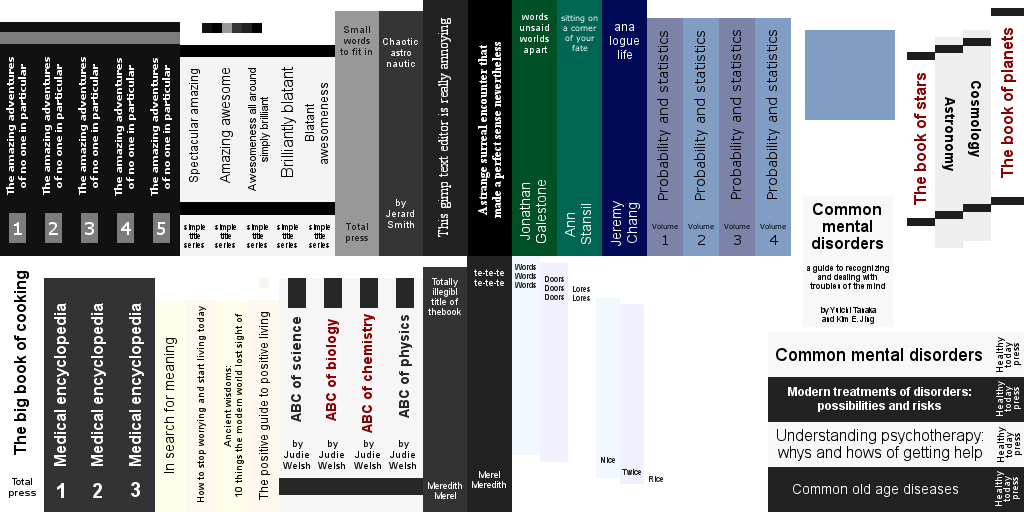 The amazing adventures
of no one in particular
1
The amazing adventures
of no one in particular
2
The amazing adventures
of no one in particular
3
The amazing adventures
of no one in particular
4
The amazing adventures
of no one in particular
5
Spectacular amazing
simple
title
series
Amazing awesome
simple
title
series
Awesomeness all around
simply brilliant
simple
title
series
Brilliantly blatant
simple
title
series
Blatant
awesomeness
simple
title
series
Small
words
to fit in
Total
press
Chaotic
astro
nautic
by
Jerard
Smith
This gimp text editor is really annoying
A strange surreal encounter that
made a perfect sense nevertheless
words
unsaid
worlds
apart
Jonathan
Galestone
sitting on
a corner
of your
fate
Ann
Stansil
ana
logue
life
Jeremy
Chang
Probability and statistics
Volume
1
Probability and statistics
Volume
2
Probability and statistics
Volume
3
Probability and statistics
Volume
4
The book of stars
Astronomy
Cosmology
The book of planets
Common
mental
disorders
a guide to recognizing
and dealing with
troubles of the mind
by Yuichi Tanaka
and Kim E. Jing
The big book of cooking
Total
press
Medical encyclopedia
1
Medical encyclopedia
2
Medical encyclopedia
3
In search for meaning
How to stop worrying and start living today
Ancient wisdoms:
10 things the modern world lost sight of
The positive guide to positive living
ABC of science
by
Judie
Welsh
ABC of biology
by
Judie
Welsh
ABC of chemistry
by
Judie
Welsh
ABC of physics
by
Judie
Welsh
Totally
illegibl
title of
thebook
Meredith
Merel
te-te-te
te-te-te
Merel
Meredith
Words
Words
Words
Nice
Doors
Doors
Doors
Twice
Lores
Lores
Rice
Common mental disorders
Healthy
today
press
Modern treatments of disorders:
possibilities and risks
Healthy
today
press
Understanding psychotherapy:
whys and hows of getting help
Healthy
today
press
Common old age diseases
Healthy
today
press